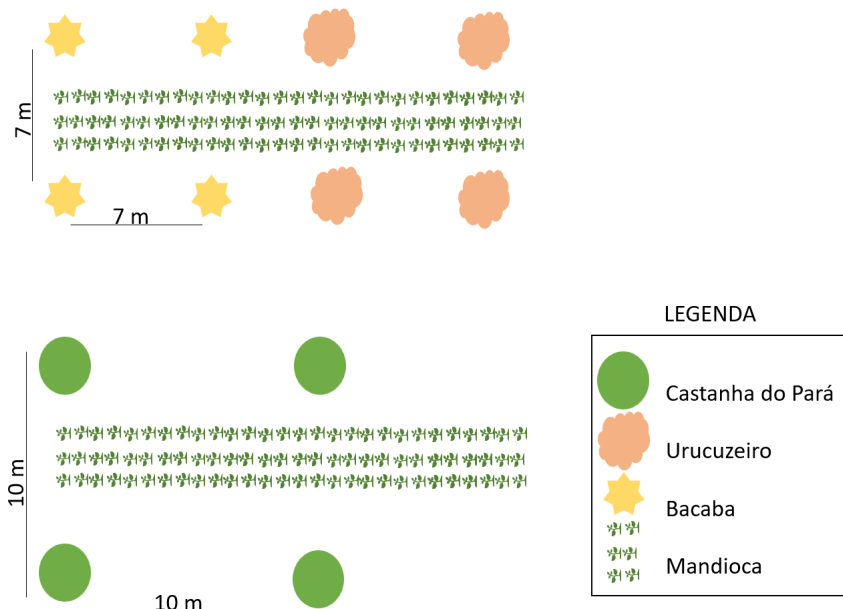 7 m
7 m
10 m
10 m
LEGENDA
Castanha do Pará
Urucuzeiro
Bacaba
Mandioca